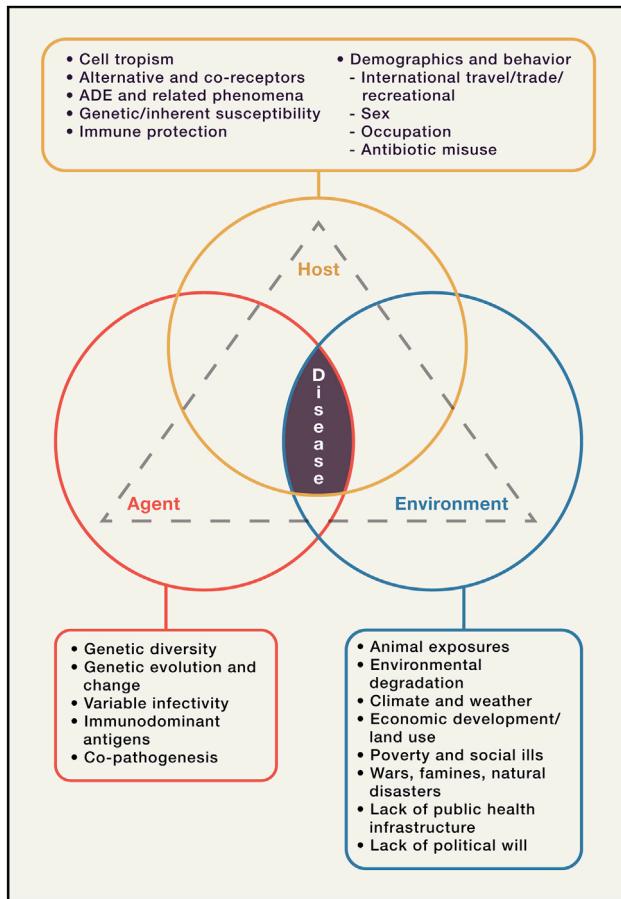 • Cell tropism
• Alternative and co-receptors
• ADE and related phenomena
• Genetic/inherent susceptibility
• Immune protection
• Demographics and behavior
- International travel/trade/
recreational
- Sex
- Occupation
- Antibiotic misuse
Host
Disease
Agent
Environment
• Genetic diversity
• Genetic evolution and
change
• Variable infectivity
• Immunodominant
antigens
• Co-pathogenesis
• Animal exposures
• Environmental
degradation
• Climate and weather
• Economic development/
land use
• Poverty and social ills
• Wars, famines, natural
disasters
• Lack of public health
infrastructure
• Lack of political will